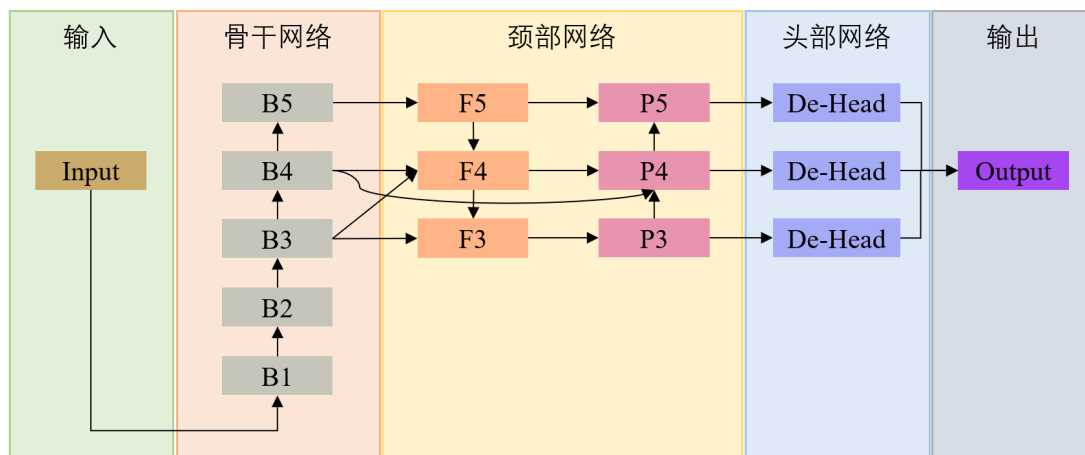 输入
骨干网络
颈部网络
头部网络
输出
B5
F5
P5
De-Head
Input
B4
F4
P4
De-Head
Output
B3
F3
P3
De-Head
B2
B1